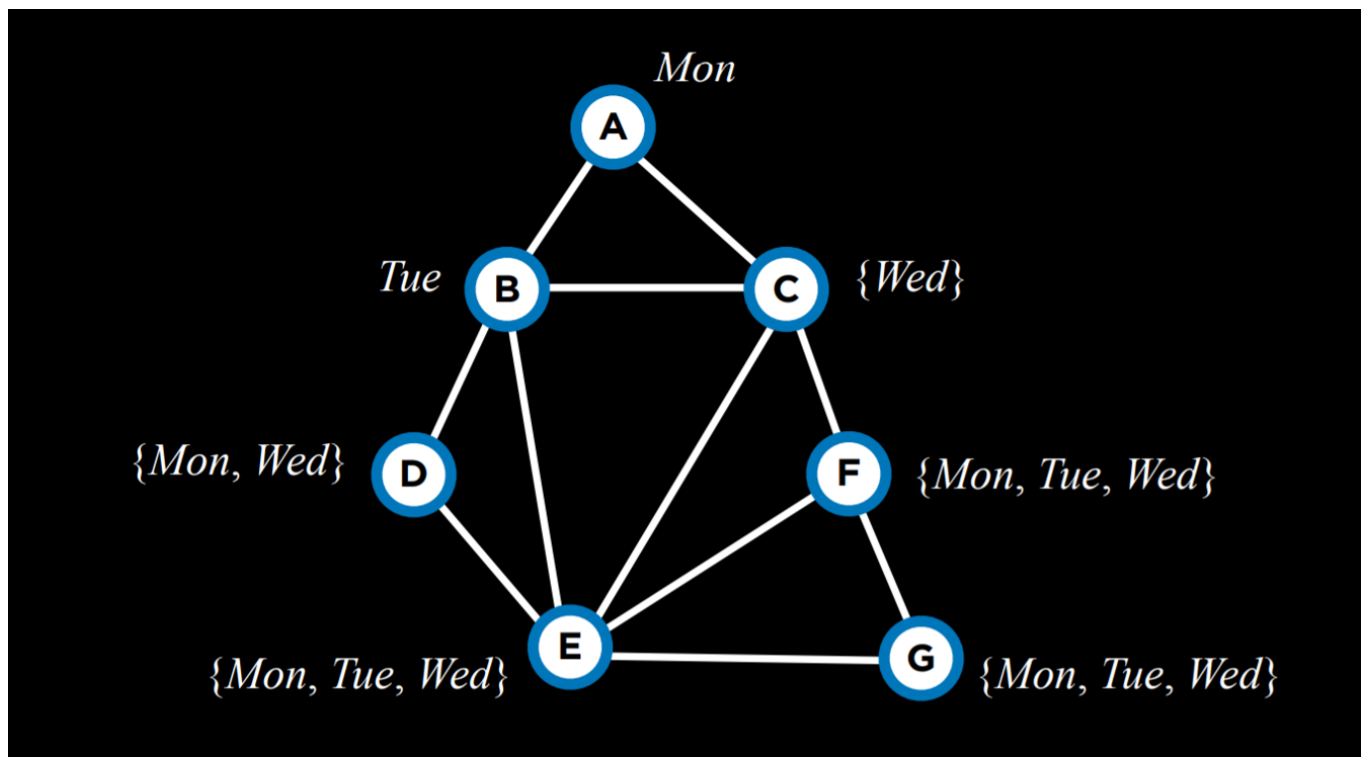 Mon
A
Tue
B
C
{Wed}
{Mon, Wed}
D
F
{Mon, Tue, Wed}
{Mon, Tue, Wed}
E
G
{Mon, Tue, Wed}